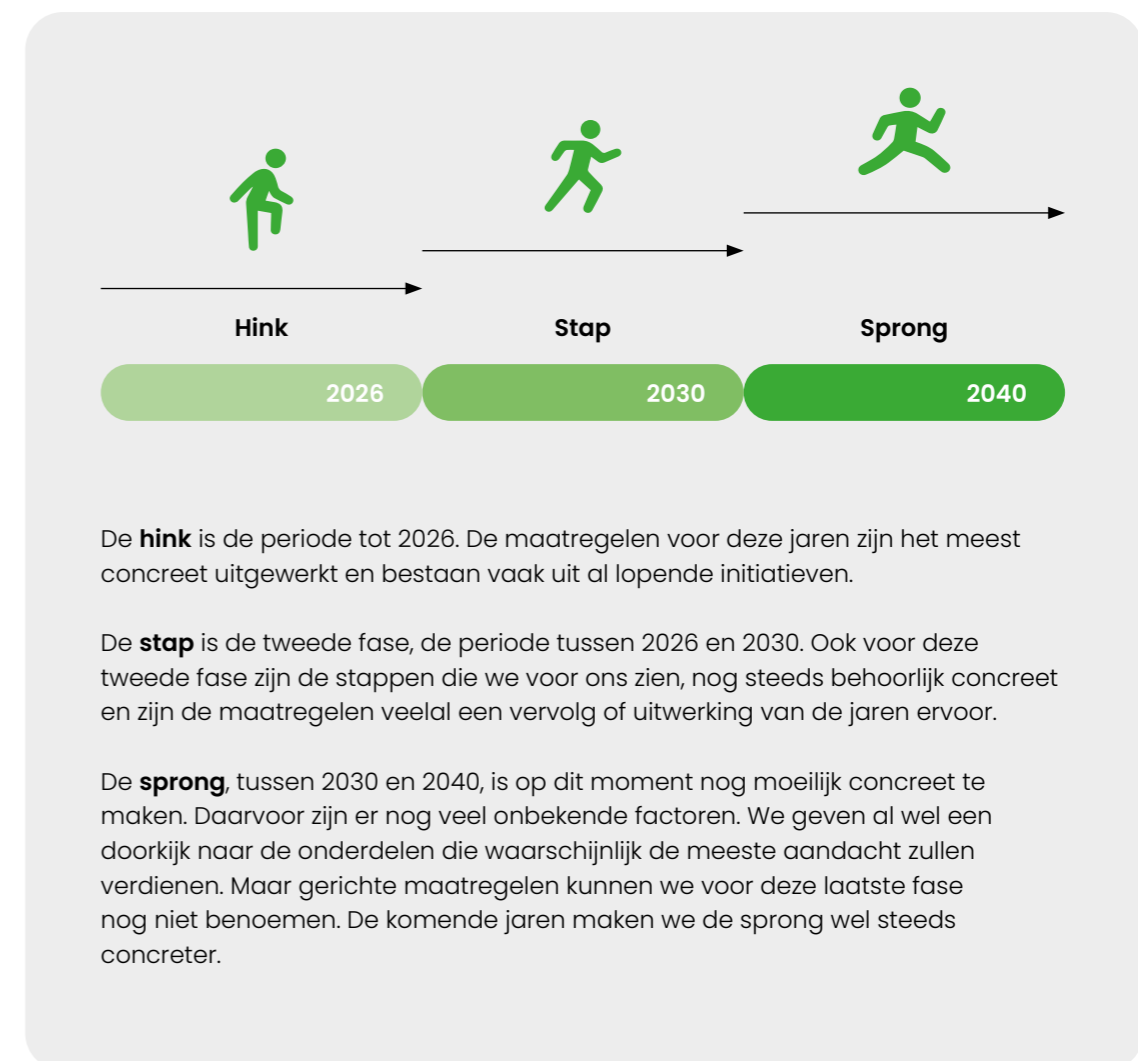 Hink
Stap
Sprong
2026
2030
2040
De hink is de periode tot 2026. De maatregelen voor deze jaren zijn het meest
concreet uitgewerkt en bestaan vaak uit al lopende initiatieven.
De stap is de tweede fase, de periode tussen 2026 en 2030. Ook voor deze
tweede fase zijn de stappen die we voor ons zien, nog steeds behoorlijk concreet
en zijn de maatregelen veelal een vervolg of uitwerking van de jaren ervoor.
De sprong, tussen 2030 en 2040, is op dit moment nog moeilijk concreet te
maken. Daarvoor zijn er nog veel onbekende factoren. We geven al wel een
doorkijk naar de onderdelen die waarschijnlijk de meeste aandacht zullen
verdienen. Maar gerichte maatregelen kunnen we voor deze laatste fase
nog niet benoemen. De komende jaren maken we de sprong wel steeds
concreter.